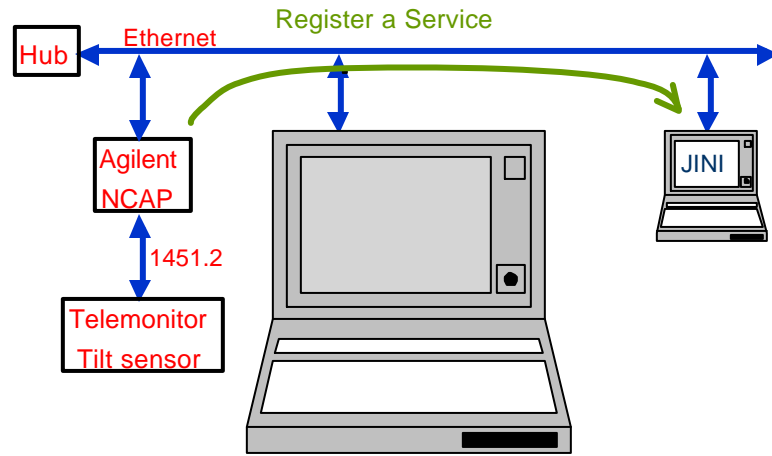 Register a Service
Ethernet
Hub
Agilent
NCAP
JINI
1451.2
Telemonitor
Tilt sensor